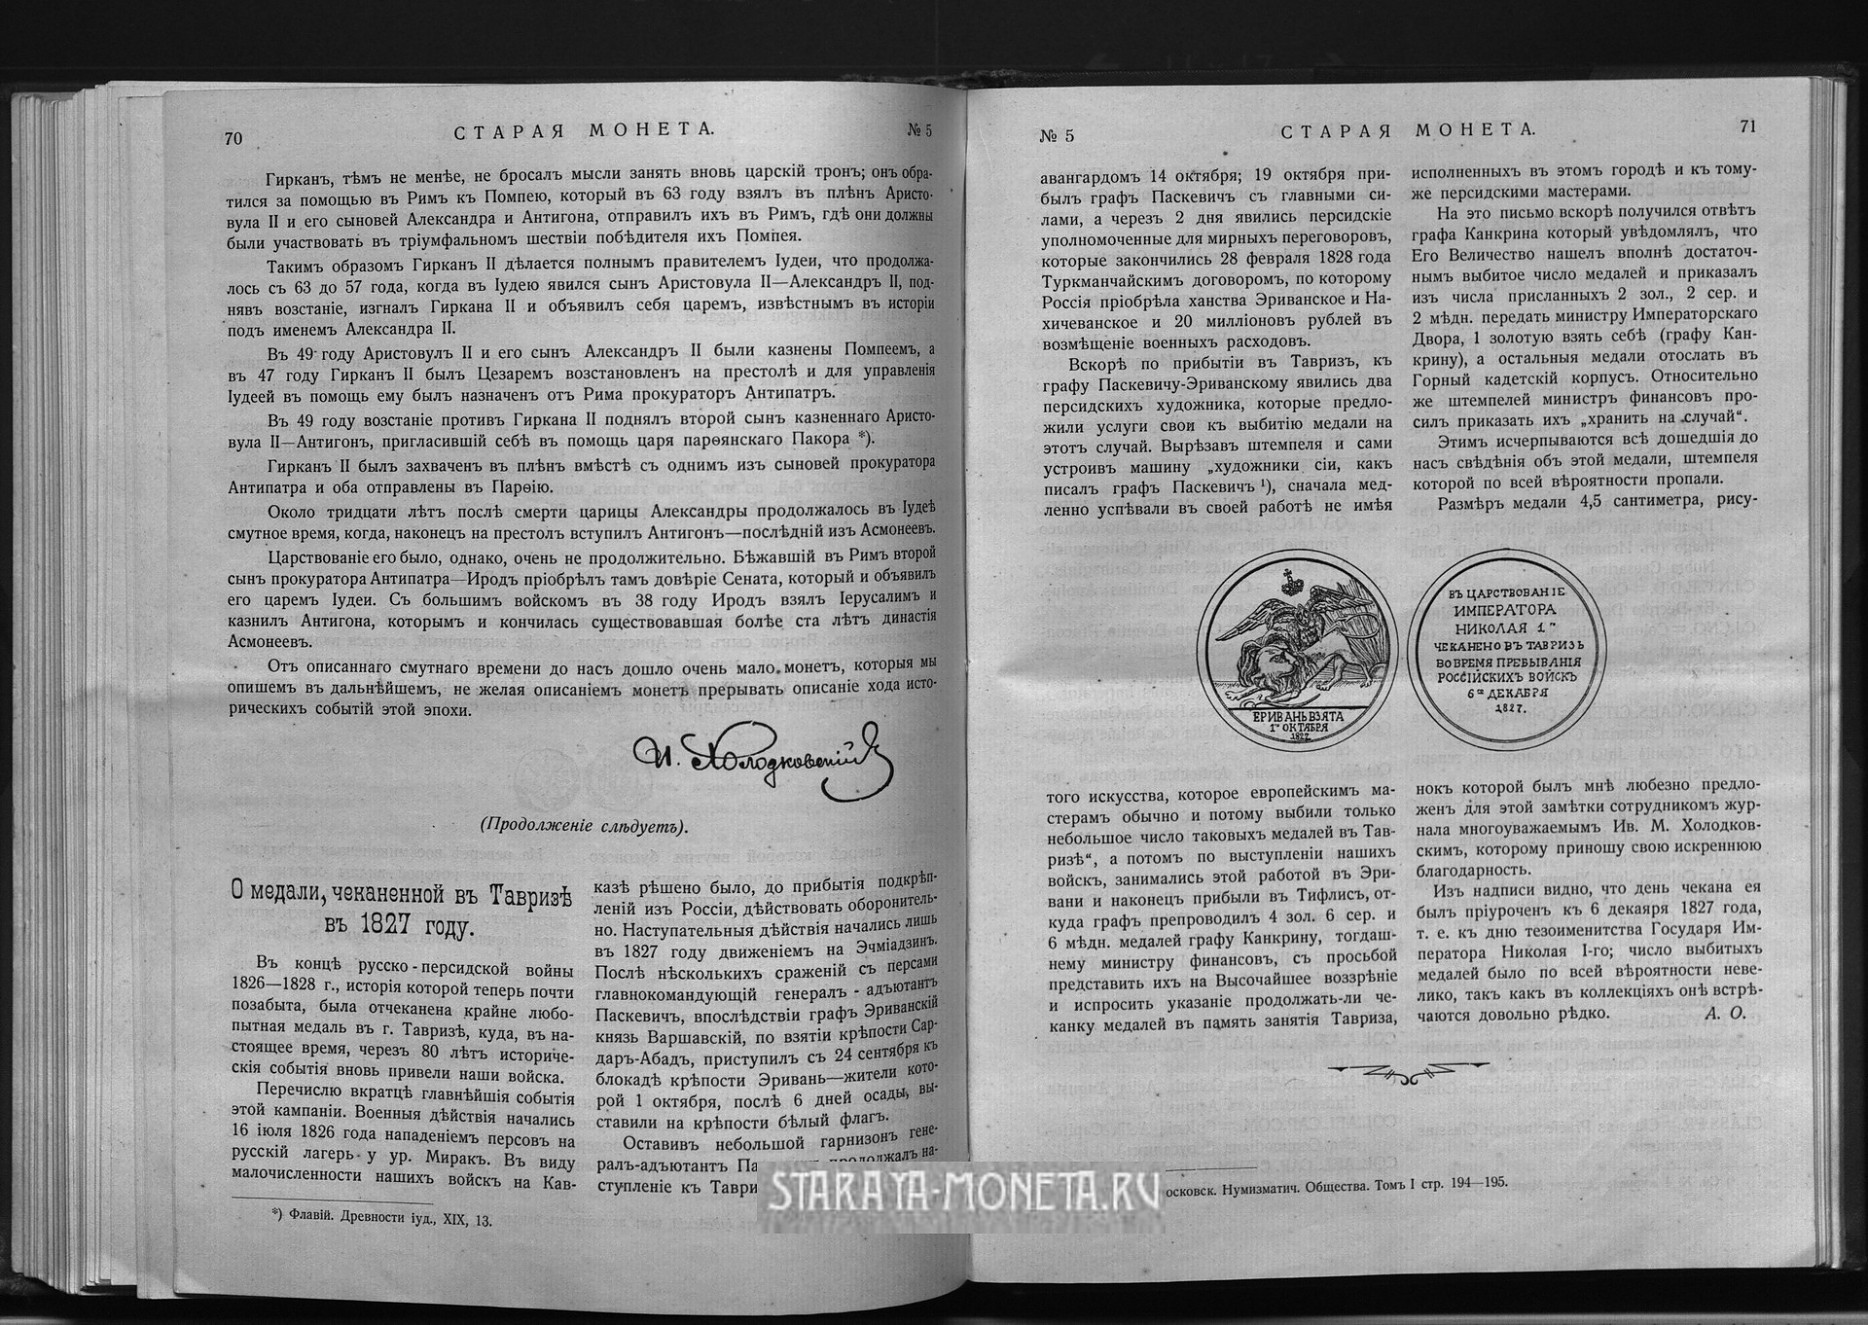 70
СТАРАЯ МОНЕТА.
№ 5
Гирканъ, тѣмъ не менѣе, не бросалъ мысли занять вновь царскій тронъ; онъ обра-
тился за помощью въ Римъ къ Помпею, который въ 63 году взялъ въ плѣнъ Аристо-
вула II и его сыновей Александра и Антигона, отправилъ ихъ въ Римъ, гдѣ они должны
были участвовать въ тріумфальномъ шествіи побѣдителя ихъ Помпея.
Такимъ образомъ Гирканъ II дѣлается полнымъ правителемъ Іудеи, что продолжа-
лось съ 63 до 57 года, когда въ Іудею явился сынъ Аристовула II—Александръ II, под-
нявъ возстаніе, изгналъ Гиркана II и объявилъ себя царемъ, извѣстнымъ въ исторіи
подъ именемъ Александра II.
Въ 49 году Аристовулъ II и его сынъ Александръ II были казнены Помпеемъ, а
въ 47 году Гирканъ II былъ Цезаремъ возстановленъ на престолѣ и для управленія
Іудеей въ помощь ему былъ назначенъ отъ Рима прокураторъ Антипатръ.
Въ 49 году возстаніе противъ Гиркана II поднялъ второй сынъ казненнаго Аристо-
вула II—Антигонъ, пригласившій себѣ въ помощь царя парѳянскаго Пакора *).
Гирканъ II былъ захваченъ въ плѣнъ вмѣстѣ съ однимъ изъ сыновей прокуратора
Антипатра и оба отправлены въ Парѳію.
Около тридцати лѣтъ послѣ смерти царицы Александры продолжалось въ Іудеѣ
смутное время, когда, наконецъ на престолъ вступилъ Антигонъ—послѣдній изъ Асмонеевъ.
Царствованіе его было, однако, очень не продолжительно. Бѣжавшій въ Римъ второй
сынъ прокуратора Антипатра—Иродъ пріобрѣлъ тамъ довѣріе Сената, который и объявилъ
его царемъ Іудеи. Съ большимъ войскомъ въ 38 году Иродъ взялъ Іерусалимъ и
казнилъ Антигона, которымъ и кончилась существовавшая болѣе ста лѣтъ династія
Асмонеевъ.
Отъ описаннаго смутнаго времени до насъ дошло очень мало монетъ, которыя мы
опишемъ въ дальнѣйшемъ, не желая описаніемъ монетъ прерывать описаніе хода исто-
рическихъ событій этой эпохи.
И. Холодковскій
(Продолженіе слѣдуетъ).
О медали, чеканенной въ Тавризѣ
въ 1827 году.
Въ концѣ русско-персидской войны
1826—1828 г., исторія которой теперь почти
позабыта, была отчеканена крайне любо-
пытная медаль въ г. Тавризѣ, куда, въ на-
стоящее время, черезъ 80 лѣтъ историче-
скія событія вновь привели наши войска.
Перечислю вкратцѣ главнѣйшія событія
этой кампаніи. Военныя дѣйствія начались
16 іюля 1826 года нападеніемъ персовъ на
русскій лагерь у ур. Миракъ. Въ виду
малочисленности нашихъ войскъ на Кав-
*) Флавій. Древности іуд., XIX, 13.
казѣ рѣшено было, до прибытія подкрѣп-
леній изъ Россіи, дѣйствовать оборонитель-
но. Наступательныя дѣйствія начались лишь
въ 1827 году движеніемъ на Эчміадзинъ.
Послѣ нѣсколькихъ сраженій съ персами
главнокомандующій генералъ-адъютантъ
Паскевичъ, впослѣдствіи графъ Эриванскій
князь Варшавскій, по взятіи крѣпости Сар-
даръ-Абадъ, приступилъ съ 24 сентября къ
блокадѣ крѣпости Эривань—жители кото-
рой 1 октября, послѣ 6 дней осады, вы-
ставили на крѣпости бѣлый флагъ.
Оставивъ небольшой гарнизонъ гене-
ралъ-адъютантъ Па продолжалъ на-
ступленіе къ Таври
STARAYA-MONETA.RU
№ 5
СТАРАЯ МОНЕТА.
71
авангардомъ 14 октября; 19 октября при-
былъ графъ Паскевичъ съ главными си-
лами, а черезъ 2 дня явились персидскіе
уполномоченные для мирныхъ переговоровъ,
которые закончились 28 февраля 1828 года
Туркманчайскимъ договоромъ, по которому
Россія пріобрѣла ханства Эриванское и На-
хичеванское и 20 милліоновъ рублей въ
возмѣщеніе военныхъ расходовъ.
Вскорѣ по прибытіи въ Тавризъ, къ
графу Паскевичу-Эриванскому явились два
персидскихъ художника, которые предло-
жили услуги свои къ выбитію медали на
этотъ случай. Вырѣзавъ штемпеля и сами
устроивъ машину „художники сіи, какъ
писалъ графъ Паскевичъ ¹), сначала мед-
ленно успѣвали въ своей работѣ не имѣя
исполненныхъ въ этомъ городѣ и къ тому-
же персидскими мастерами.
На это письмо вскорѣ получился отвѣтъ
графа Канкрина который увѣдомлялъ, что
Его Величество нашелъ вполнѣ достаточ-
нымъ выбитое число медалей и приказалъ
изъ числа присланныхъ 2 зол., 2 сер. и
2 мѣдн. передать министру Императорскаго
Двора, 1 золотую взять себѣ (графу Кан-
крину), а остальныя медали отослать въ
Горный кадетскій корпусъ. Относительно
же штемпелей министръ финансовъ про-
силъ приказать ихъ „хранить на случай“.
Этимъ исчерпываются всѣ дошедшія до
насъ свѣдѣнія объ этой медали, штемпеля
которой по всей вѣроятности пропали.
Размѣръ медали 4,5 сантиметра, рису-
ЕРИВАНЬ ВЗЯТА
1го ОКТЯБРЯ
1827.
ВЪ ЦАРСТВОВАНІЕ
ИМПЕРАТОРА
НИКОЛАЯ 1го
ЧЕКАНЕНО ВЪ ТАВРИЗЬ
ВО ВРЕМЯ ПРЕБЫВАНІЯ
РОССІЙСКИХЪ ВОЙСКЪ
6го ДЕКАБРЯ
1827.
того искусства, которое европейскимъ ма-
стерамъ обычно и потому выбили только
небольшое число таковыхъ медалей въ Тав-
ризѣ“, а потомъ по выступленіи нашихъ
войскъ, занимались этой работой въ Эри-
вани и наконецъ прибыли въ Тифлисъ, от-
куда графъ препроводилъ 4 зол. 6 сер. и
6 мѣдн. медалей графу Канкрину, тогдаш-
нему министру финансовъ, съ просьбой
представить ихъ на Высочайшее воззрѣніе
и испросить указаніе продолжать-ли че-
канку медалей въ память занятія Тавриза,
нокъ которой былъ мнѣ любезно предло-
женъ для этой замѣтки сотрудникомъ жур-
нала многоуважаемымъ Ив. М. Холодков-
скимъ, которому приношу свою искреннюю
благодарность.
Изъ надписи видно, что день чекана ея
былъ пріуроченъ къ 6 декаяря 1827 года,
т. е. къ дню тезоименитства Государя Им-
ператора Николая I-го; число выбитыхъ
медалей было по всей вѣроятности неве-
лико, такъ какъ въ коллекціяхъ онѣ встрѣ-
чаются довольно рѣдко.
А. О.
осковск. Нумизматич. Общества. Томъ I стр. 194—195.